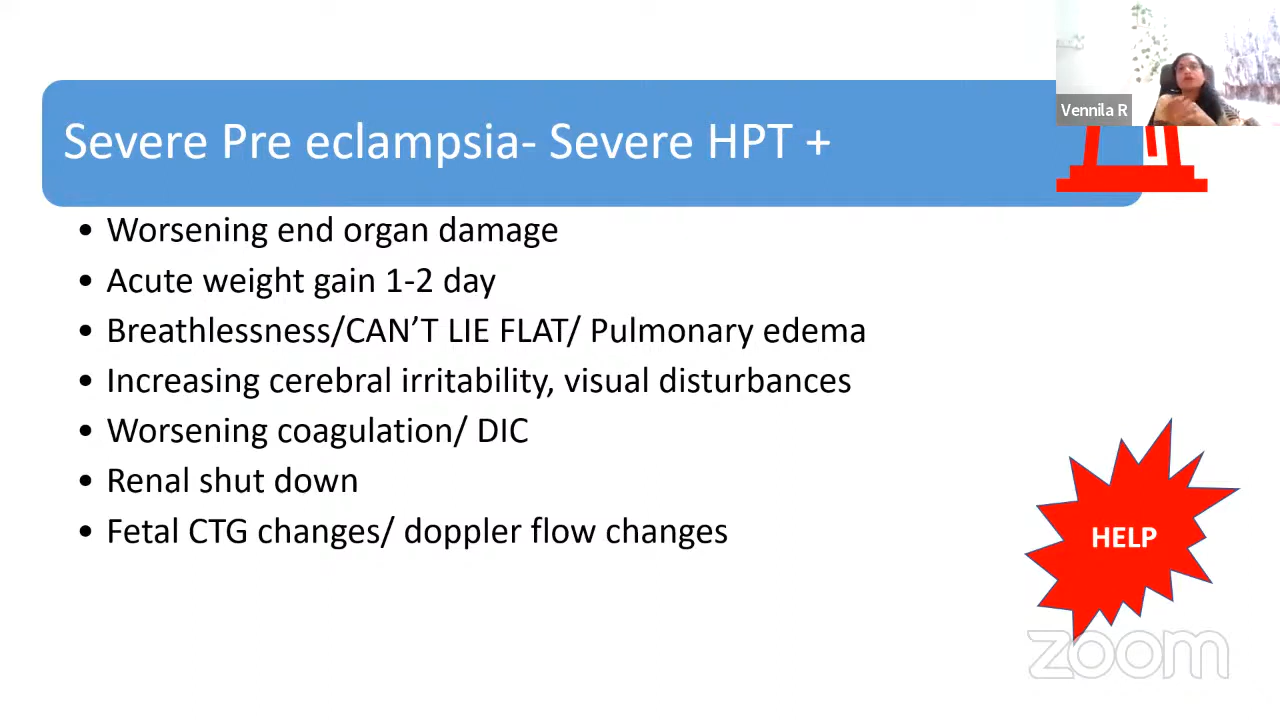 Vennila R
Severe Pre eclampsia- Severe HPT +
• Worsening end organ damage
• Acute weight gain 1-2 day
• Breathlessness/CAN’T LIE FLAT/ Pulmonary edema
• Increasing cerebral irritability, visual disturbances
• Worsening coagulation/ DIC
• Renal shut down
• Fetal CTG changes/ doppler flow changes
HELP
zoom